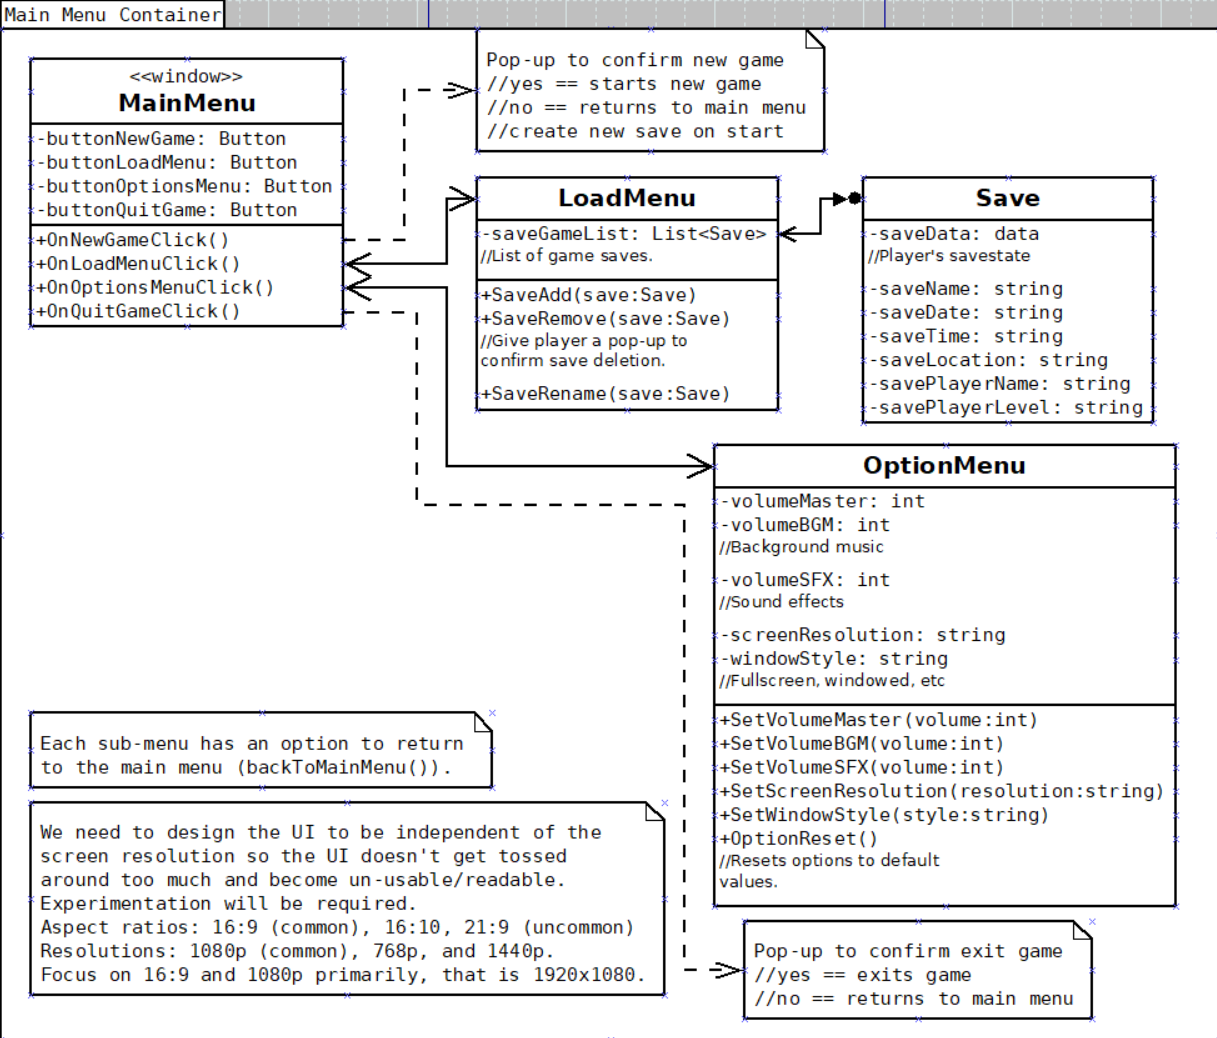 Main Menu Container
<<window>>
MainMenu
-buttonNewGame: Button
-buttonLoadMenu: Button
-buttonOptionsMenu: Button
-buttonQuitGame: Button
+OnNewGameClick()
+OnLoadMenuClick()
+OnOptionsMenuClick()
+OnQuitGameClick()
Pop-up to confirm new game
//yes == starts new game
//no == returns to main menu
//create new save on start
LoadMenu
-saveGameList: List<Save>
//List of game saves.
+SaveAdd(save:Save)
+SaveRemove(save:Save)
//Give player a pop-up to
confirm save deletion.
+SaveRename(save:Save)
Save
-saveData: data
//Player's savestate
-saveName: string
-saveDate: string
-saveTime: string
-saveLocation: string
-savePlayerName: string
-savePlayerLevel: string
OptionMenu
-volumeMaster: int
-volumeBGM: int
//Background music
-volumeSFX: int
//Sound effects
-screenResolution: string
-windowStyle: string
//Fullscreen, windowed, etc
+SetVolumeMaster(volume:int)
+SetVolumeBGM(volume:int)
+SetVolumeSFX(volume:int)
+SetScreenResolution(resolution:string)
+SetWindowStyle(style:string)
+OptionReset()
//Resets options to default
values.
Each sub-menu has an option to return
to the main menu (backToMainMenu()).
We need to design the UI to be independent of the
screen resolution so the UI doesn't get tossed
around too much and become un-usable/readable.
Experimentation will be required.
Aspect ratios: 16:9 (common), 16:10, 21:9 (uncommon)
Resolutions: 1080p (common), 768p, and 1440p.
Focus on 16:9 and 1080p primarily, that is 1920x1080.
Pop-up to confirm exit game
//yes == exits game
//no == returns to main menu